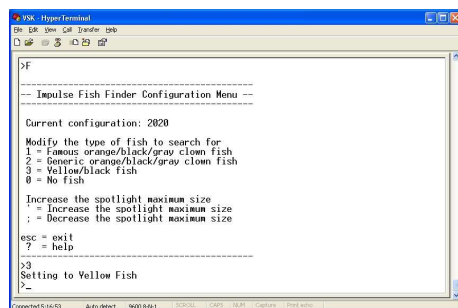 VSK - HyperTerminal
File Edit View Call Transfer Help
>F
-- Impulse Fish Finder Configuration Menu --
Current configuration: 2020
Modify the type of fish to search for
1 = Famous orange/black/gray clown fish
2 = Generic orange/black/gray clown fish
3 = Yellow/black fish
0 = No fish
Increase the spotlight maximum size
' = Increase the spotlight maximum size
; = Decrease the spotlight maximum size
esc = exit
? = help
>3
Setting to Yellow Fish
>_
Connected 5:16:53 Auto detect 9600 8-N-1 SCROLL CAPS NUM Capture Print echo